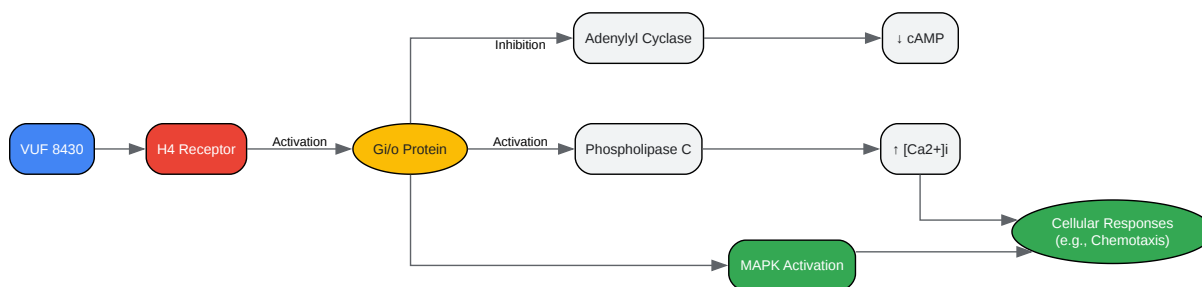 Adenylyl Cyclase
↓ cAMP
Inhibition
VUF 8430
H4 Receptor
Activation
Gi/o Protein
Activation
Phospholipase C
↑ [Ca2+]i
Cellular Responses
(e.g., Chemotaxis)
MAPK Activation